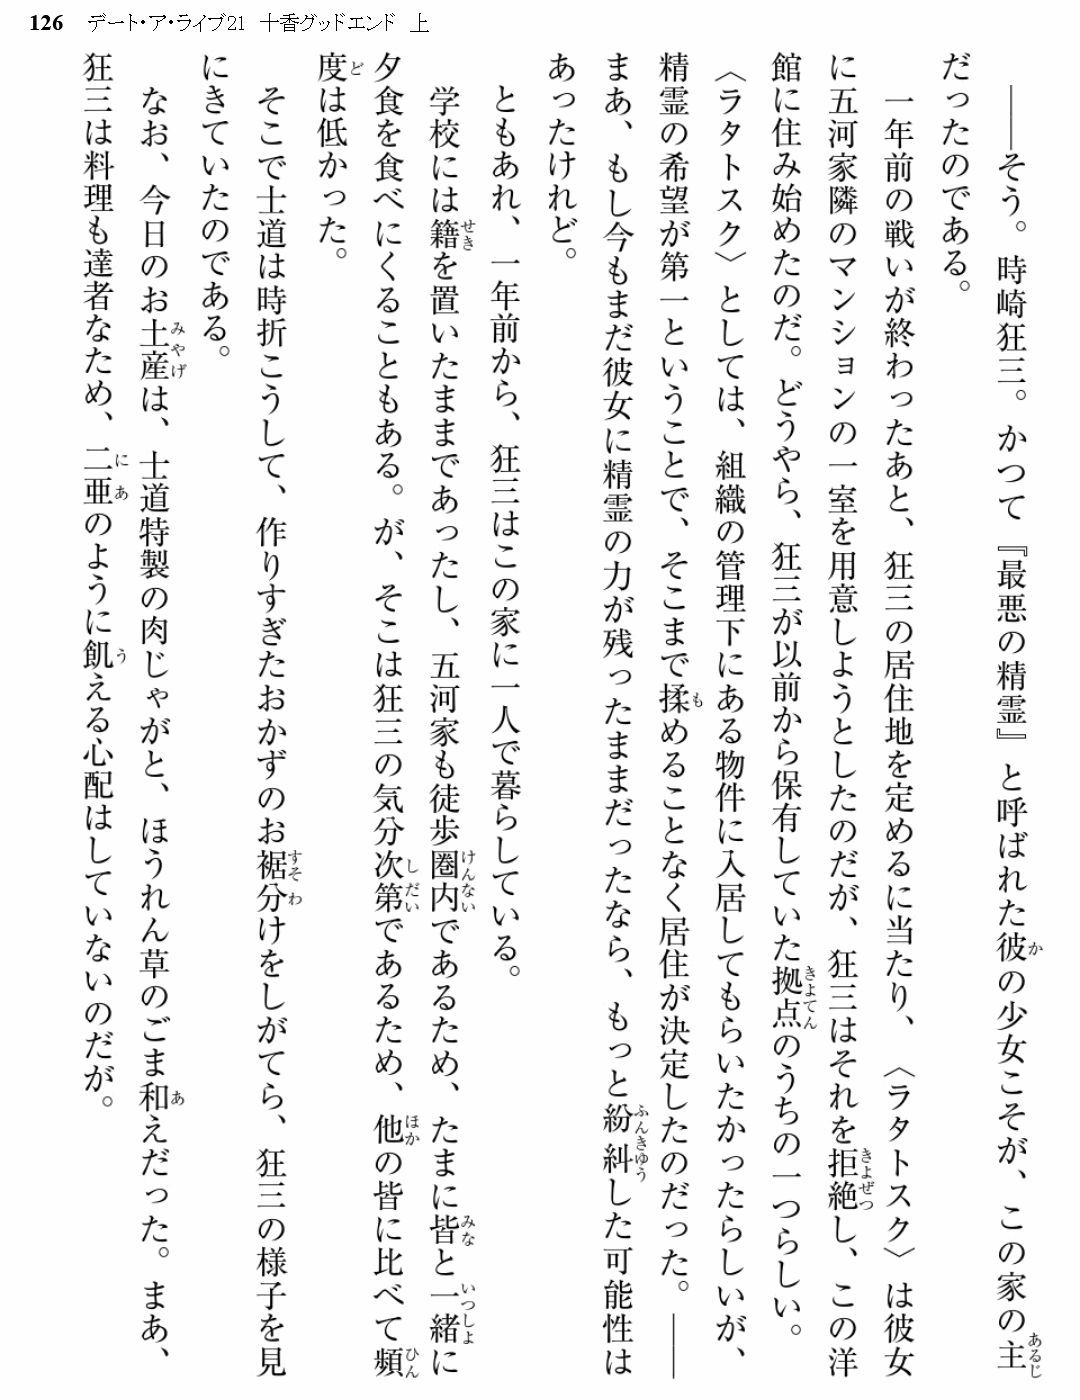 126 デート・ア・ライブ21 十香グッドエンド 上
――そう。時崎狂三。かつて『最悪の精霊』と呼ばれた彼の少女こそが、この家の主
だったのである。
一年前の戦いが終わったあと、狂三の居住地を定めるに当たり、〈ラタトスク〉は彼女
に五河家隣のマンションの一室を用意しようとしたのだが、狂三はそれを拒絶し、この洋
館に住み始めたのだ。どうやら、狂三が以前から保有していた拠点のうちの一つらしい。
〈ラタトスク〉としては、組織の管理下にある物件に入居してもらいたかったらしいが、
精霊の希望が第一ということで、そこまで揉めることなく居住が決定したのだった。――
まあ、もし今もまだ彼女に精霊の力が残ったままだったなら、もっと紛糾した可能性は
あったけれど。
ともあれ、一年前から、狂三はこの家に一人で暮らしている。
学校には籍を置いたままであったし、五河家も徒歩圏内であるため、たまに皆と一緒に
夕食を食べにくることもある。が、そこは狂三の気分次第であるため、他の皆に比べて頻
度は低かった。
そこで士道は時折こうして、作りすぎたおかずのお裾分けをしがてら、狂三の様子を見
にきていたのである。
なお、今日のお土産は、士道特製の肉じゃがと、ほうれん草のごま和えだった。まあ、
狂三は料理も達者なため、二亜のように飢える心配はしていないのだが。